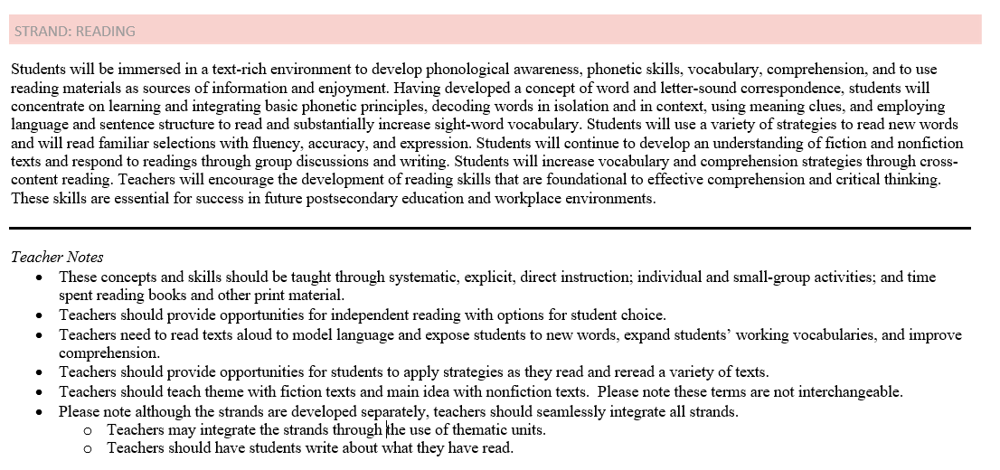 STRAND: READING
Students will be immersed in a text-rich environment to develop phonological awareness, phonetic skills, vocabulary, comprehension, and to use
reading materials as sources of information and enjoyment. Having developed a concept of word and letter-sound correspondence, students will
concentrate on learning and integrating basic phonetic principles, decoding words in isolation and in context, using meaning clues, and employing
language and sentence structure to read and substantially increase sight-word vocabulary. Students will use a variety of strategies to read new words
and will read familiar selections with fluency, accuracy, and expression. Students will continue to develop an understanding of fiction and nonfiction
texts and respond to readings through group discussions and writing. Students will increase vocabulary and comprehension strategies through cross-
content reading. Teachers will encourage the development of reading skills that are foundational to effective comprehension and critical thinking.
These skills are essential for success in future postsecondary education and workplace environments.
Teacher Notes
• These concepts and skills should be taught through systematic, explicit, direct instruction; individual and small-group activities; and time
spent reading books and other print material.
• Teachers should provide opportunities for independent reading with options for student choice.
• Teachers need to read texts aloud to model language and expose students to new words, expand students’ working vocabularies, and improve
comprehension.
• Teachers should provide opportunities for students to apply strategies as they read and reread a variety of texts.
• Teachers should teach theme with fiction texts and main idea with nonfiction texts.  Please note these terms are not interchangeable.
• Please note although the strands are developed separately, teachers should seamlessly integrate all strands.
o Teachers may integrate the strands through the use of thematic units.
o Teachers should have students write about what they have read.